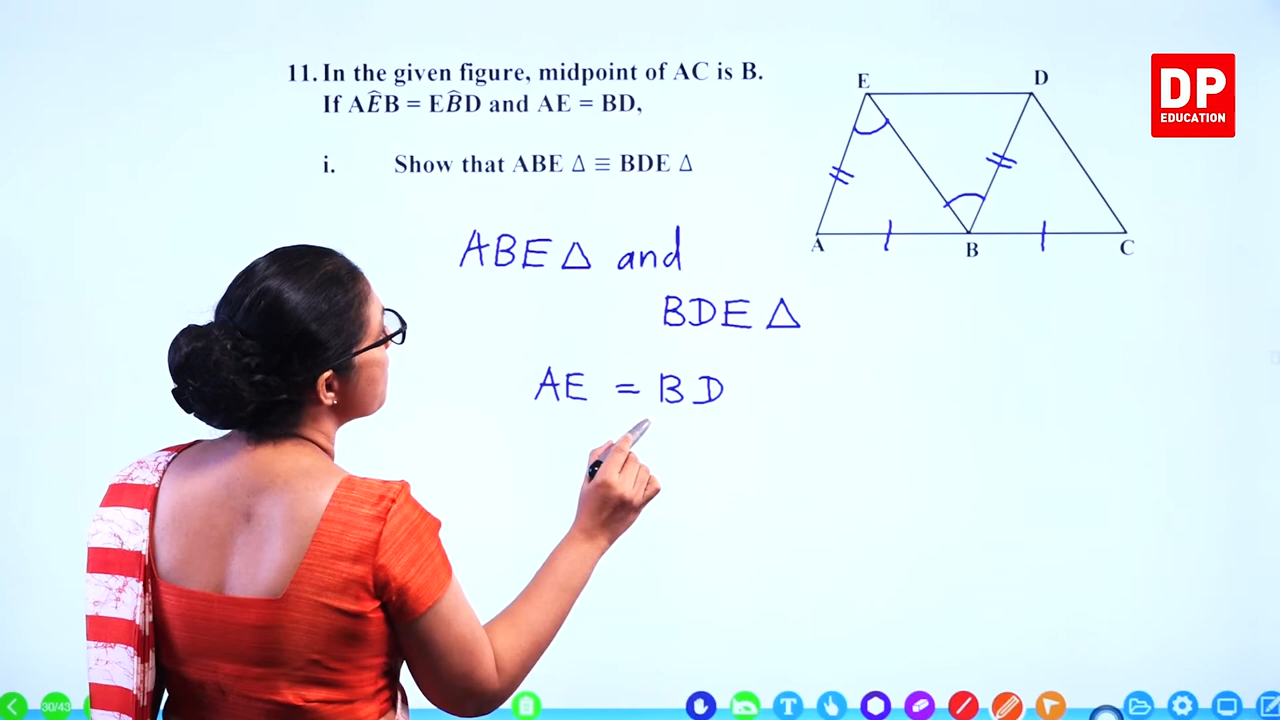 11. In the given figure, midpoint of AC is B.
If AÊB = EB̂D and AE = BD,
i. Show that ABE Δ ≡ BDE Δ
ABE Δ and
BDE Δ
AE = BD
E
D
A
B
C
DP
EDUCATION
30/43
T